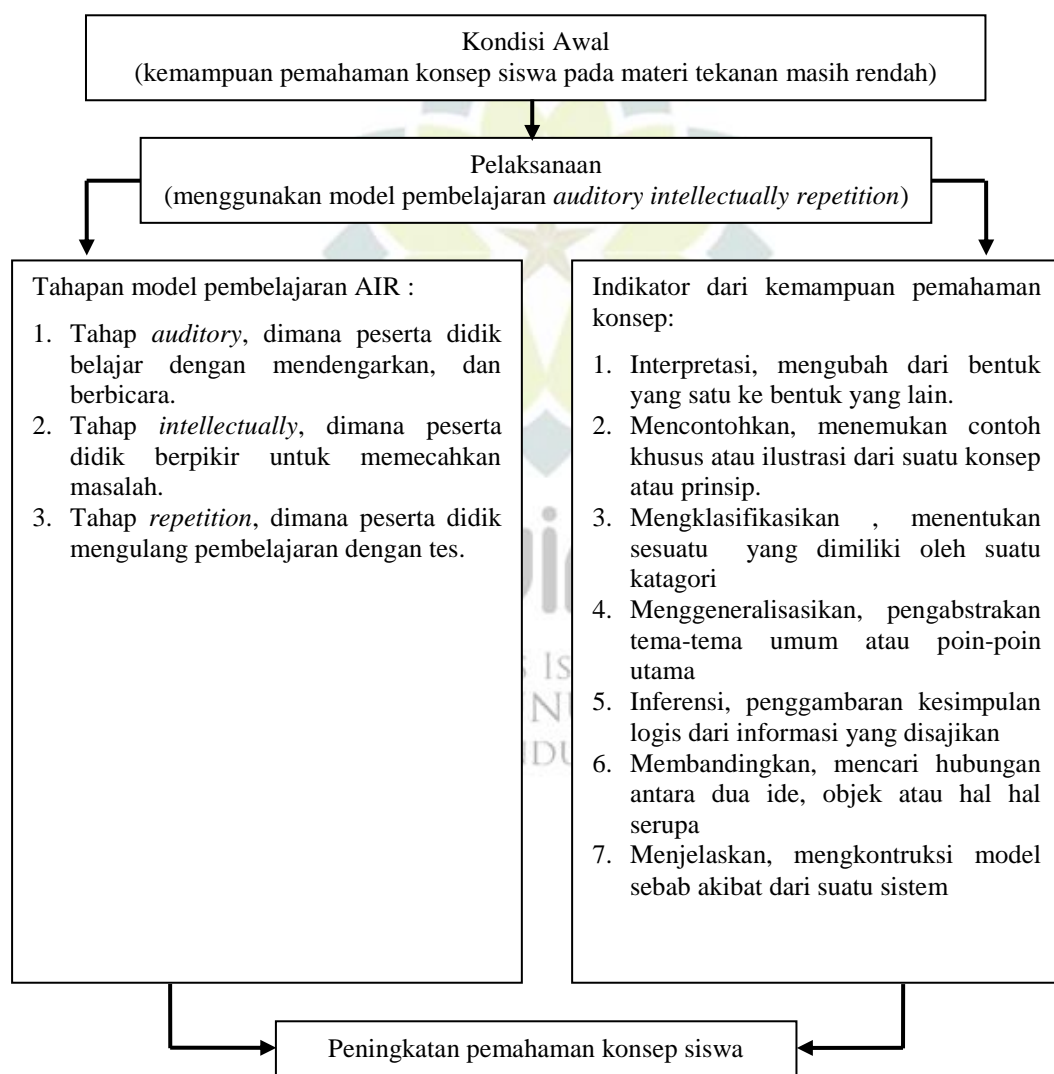 Kondisi Awal
(kemampuan pemahaman konsep siswa pada materi tekanan masih rendah)
Pelaksanaan
(menggunakan model pembelajaran auditory intellectually repetition)
Tahapan model pembelajaran AIR :
1. Tahap auditory, dimana peserta didik
belajar dengan mendengarkan, dan
berbicara.
2. Tahap intellectually, dimana peserta
didik berpikir untuk memecahkan
masalah.
3. Tahap repetition, dimana peserta didik
mengulang pembelajaran dengan tes.
Indikator dari kemampuan pemahaman
konsep:
1. Interpretasi, mengubah dari bentuk
yang satu ke bentuk yang lain.
2. Mencontohkan, menemukan contoh
khusus atau ilustrasi dari suatu konsep
atau prinsip.
3. Mengklasifikasikan , menentukan
sesuatu yang dimiliki oleh suatu
katagori
4. Menggeneralisasikan, pengabstrakan
tema-tema umum atau poin-poin
utama
5. Inferensi, penggambaran kesimpulan
logis dari informasi yang disajikan
6. Membandingkan, mencari hubungan
antara dua ide, objek atau hal hal
serupa
7. Menjelaskan, mengkontruksi model
sebab akibat dari suatu sistem
Peningkatan pemahaman konsep siswa